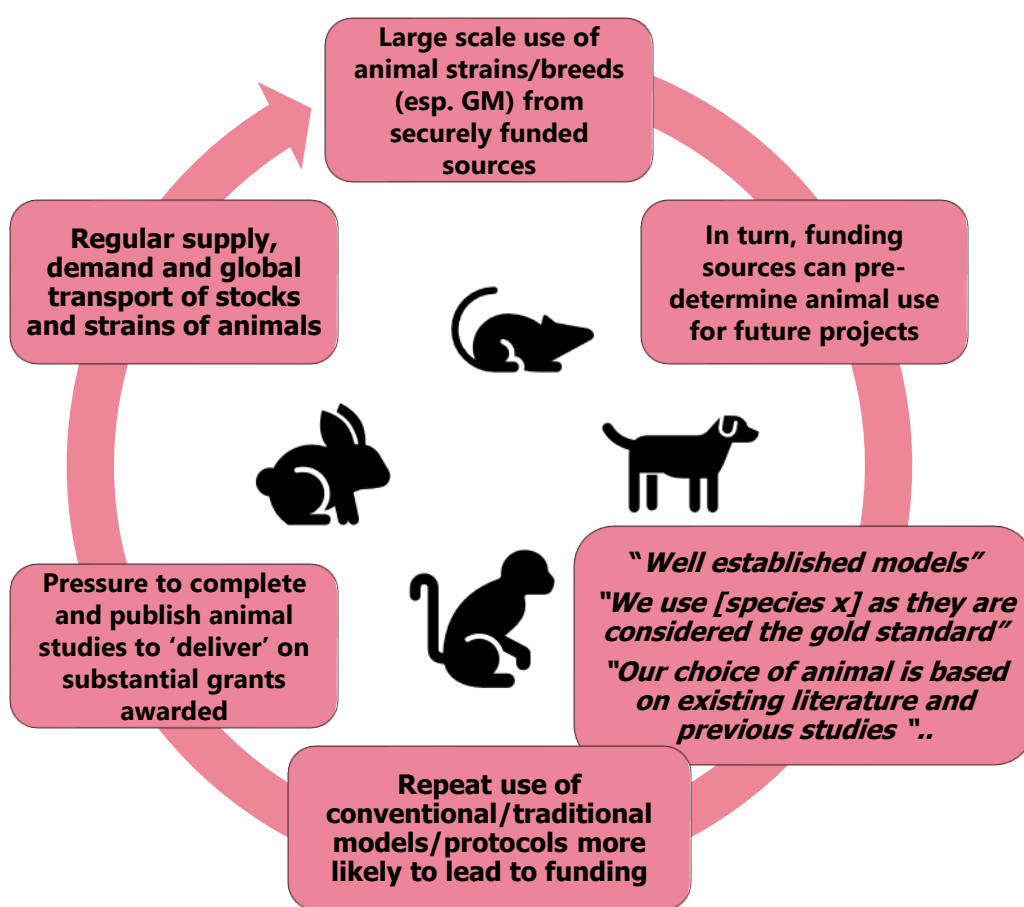 Large scale use of
animal strains/breeds
(esp. GM) from
securely funded
sources
In turn, funding
sources can pre-
determine animal use
for future projects
“Well established models”
“We use [species x] as they are
considered the gold standard”
“Our choice of animal is based
on existing literature and
previous studies “..
Repeat use of
conventional/traditional
models/protocols more
likely to lead to funding
Pressure to complete
and publish animal
studies to ‘deliver’ on
substantial grants
awarded
Regular supply,
demand and global
transport of stocks
and strains of animals